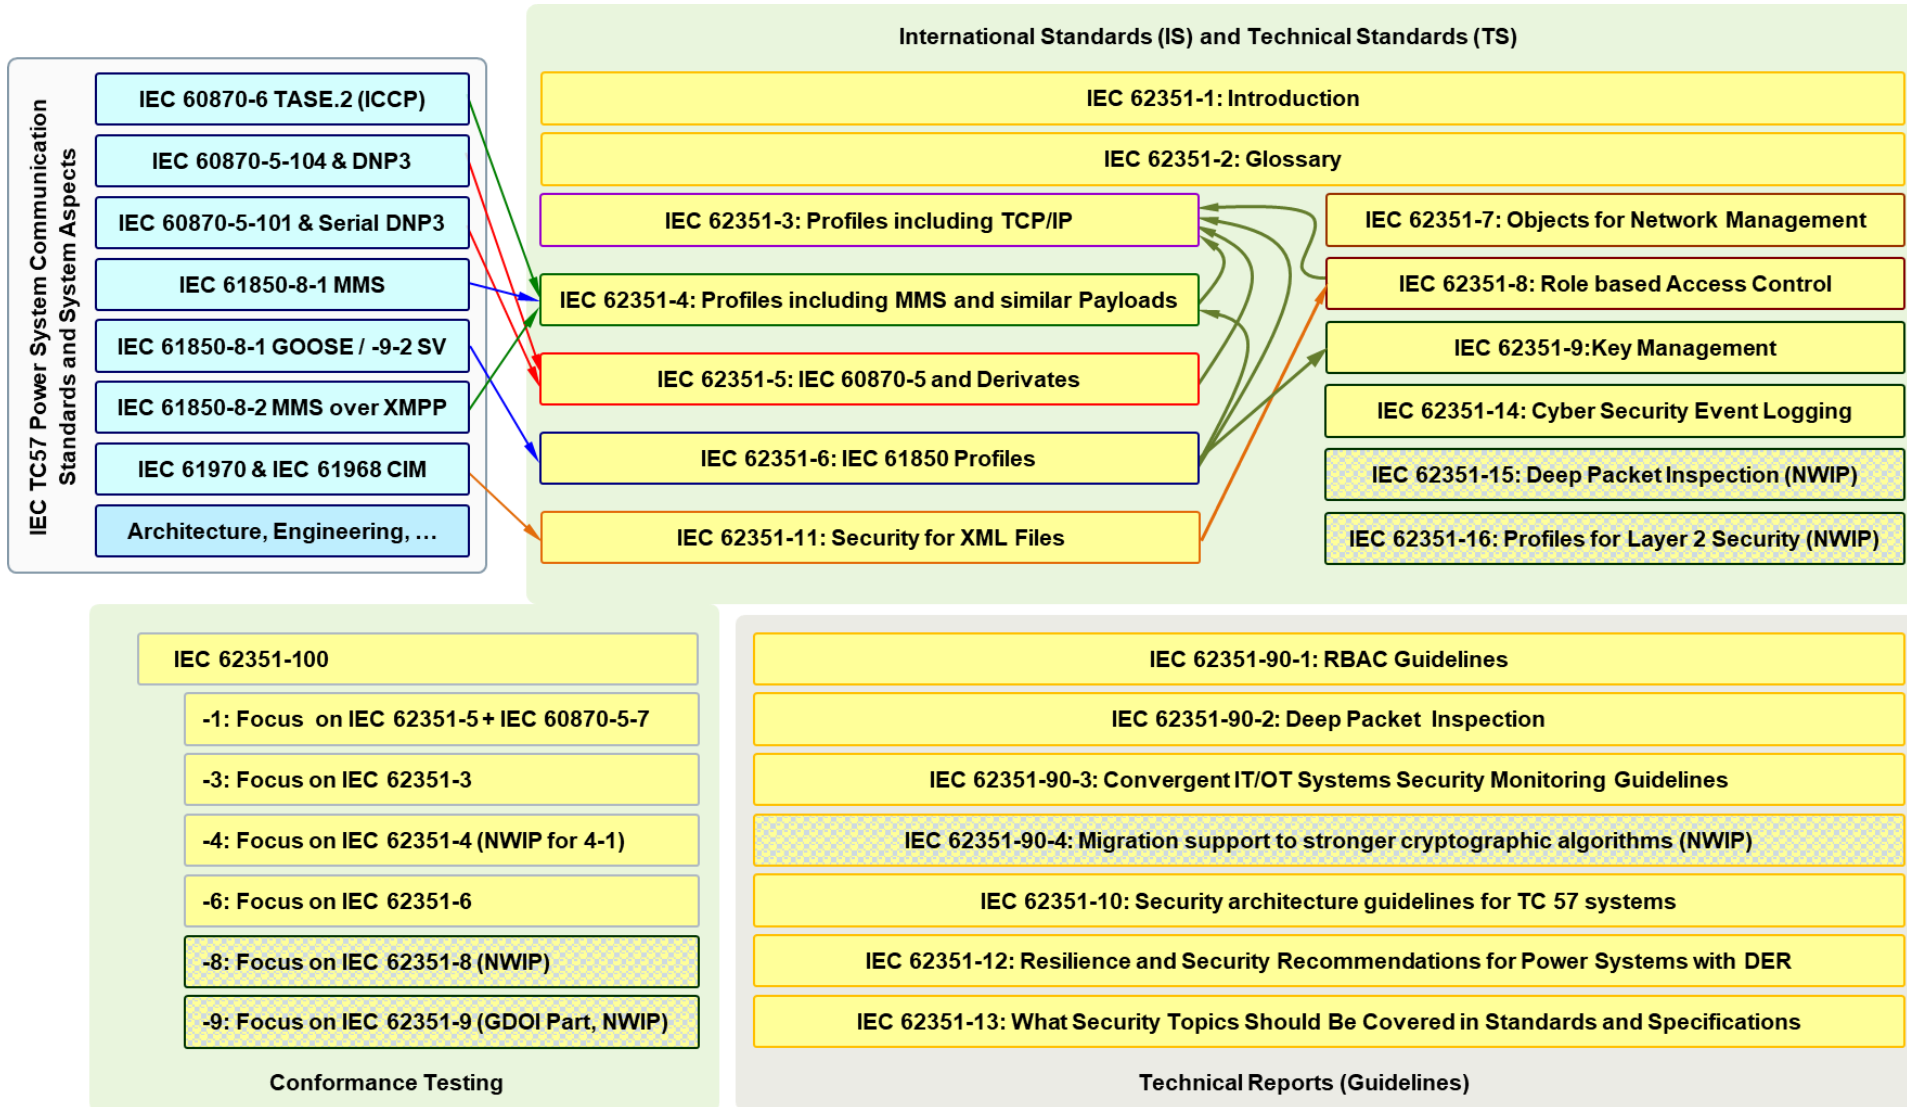 International Standards (IS) and Technical Standards (TS)
IEC TC57 Power System Communication
Standards and System Aspects
IEC 60870-6 TASE.2 (ICCP)
IEC 60870-5-104 & DNP3
IEC 60870-5-101 & Serial DNP3
IEC 61850-8-1 MMS
IEC 61850-8-1 GOOSE / -9-2 SV
IEC 61850-8-2 MMS over XMPP
IEC 61970 & IEC 61968 CIM
Architecture, Engineering, …
IEC 62351-1: Introduction
IEC 62351-2: Glossary
IEC 62351-3: Profiles including TCP/IP
IEC 62351-4: Profiles including MMS and similar Payloads
IEC 62351-5: IEC 60870-5 and Derivates
IEC 62351-6: IEC 61850 Profiles
IEC 62351-11: Security for XML Files
IEC 62351-7: Objects for Network Management
IEC 62351-8: Role based Access Control
IEC 62351-9:Key Management
IEC 62351-14: Cyber Security Event Logging
IEC 62351-15: Deep Packet Inspection (NWIP)
IEC 62351-16: Profiles for Layer 2 Security (NWIP)
IEC 62351-100
-1: Focus on IEC 62351-5 + IEC 60870-5-7
-3: Focus on IEC 62351-3
-4: Focus on IEC 62351-4 (NWIP for 4-1)
-6: Focus on IEC 62351-6
-8: Focus on IEC 62351-8 (NWIP)
-9: Focus on IEC 62351-9 (GDOI Part, NWIP)
Conformance Testing
IEC 62351-90-1: RBAC Guidelines
IEC 62351-90-2: Deep Packet Inspection
IEC 62351-90-3: Convergent IT/OT Systems Security Monitoring Guidelines
IEC 62351-90-4: Migration support to stronger cryptographic algorithms (NWIP)
IEC 62351-10: Security architecture guidelines for TC 57 systems
IEC 62351-12: Resilience and Security Recommendations for Power Systems with DER
IEC 62351-13: What Security Topics Should Be Covered in Standards and Specifications
Technical Reports (Guidelines)